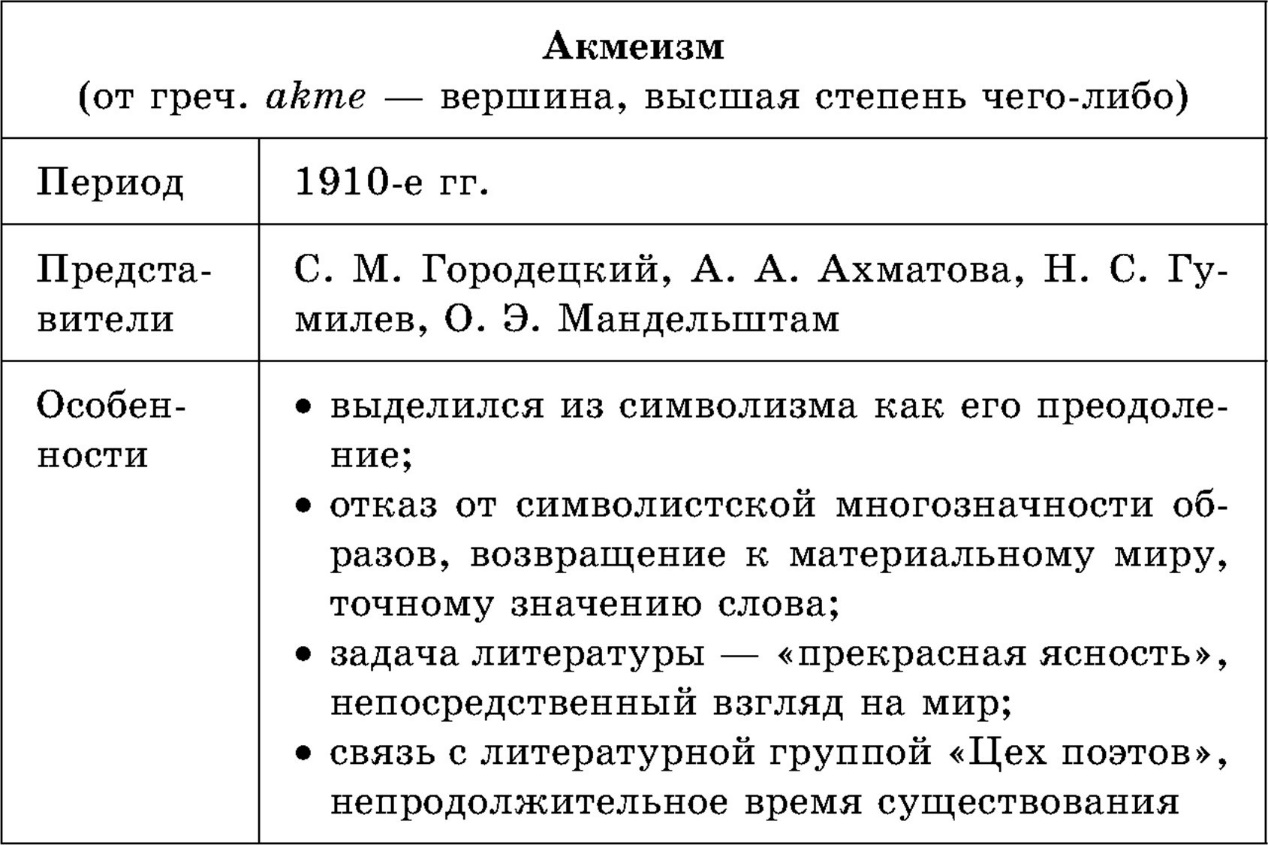 Акмеизм
(от греч. akme — вершина, высшая степень чего-либо)
Период
1910-е гг.
Предста-
вители
С. М. Городецкий, А. А. Ахматова, Н. С. Гу-
милев, О. Э. Мандельштам
Особен-
ности
• выделился из символизма как его преодоле-
ние;
• отказ от символистской многозначности об-
разов, возвращение к материальному миру,
точному значению слова;
• задача литературы — «прекрасная ясность»,
непосредственный взгляд на мир;
• связь с литературной группой «Цех поэтов»,
непродолжительное время существования